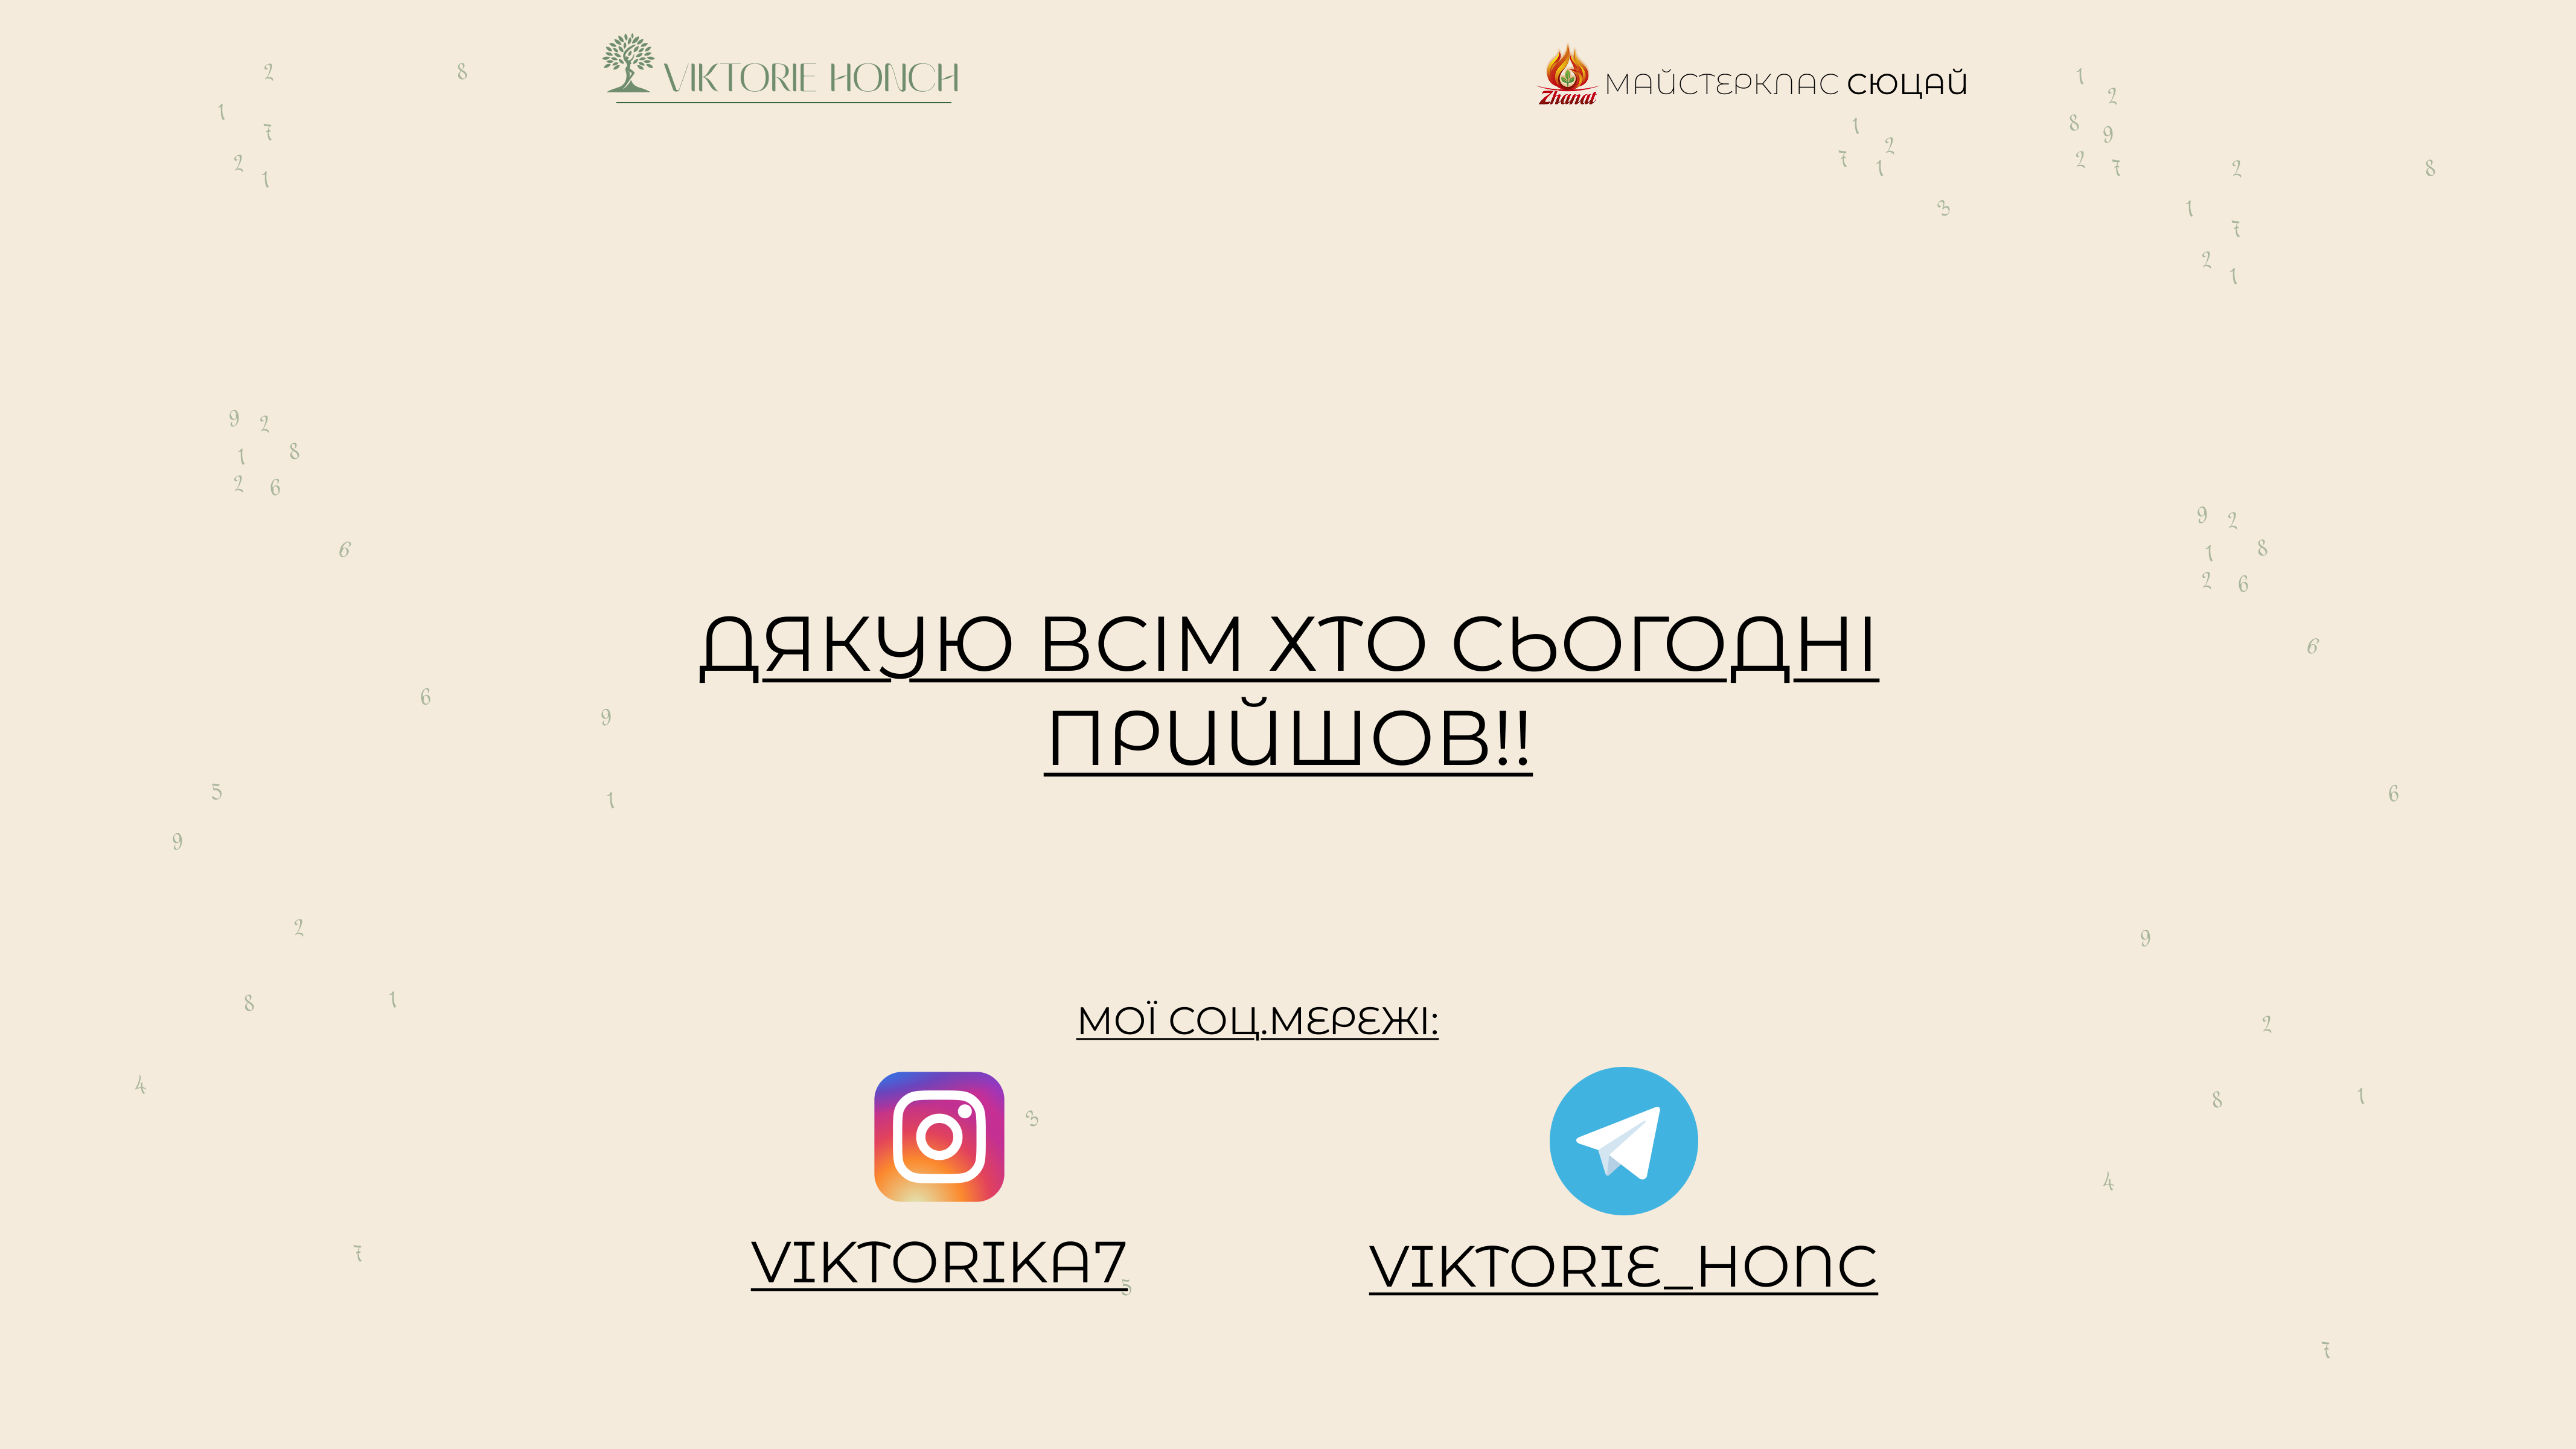 VIKTORIE HONCH
Zhanat МАЙСТЕРКЛАС СЮЦАЙ
ДЯКУЮ ВСІМ ХТО СЬОГОДНІ
ПРИЙШОВ!!
МОЇ СОЦ.МЕРЕЖІ:
VIKTORIKA7
VIKTORIE_HONC